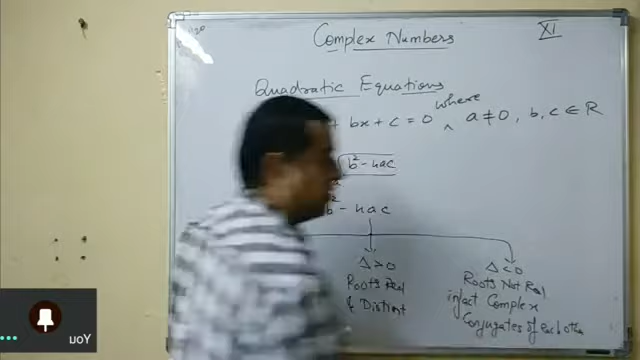 Complex Numbers
XI
Quadratic Equations
where
+ bx + c = 0 ^ a ≠ 0, b, c ∈ R
b² - 4ac
b² - 4ac
Δ > 0
Δ < 0
Roots Real
Roots Not Real
& Distinct
infact Complex
Conjugates of each other
You